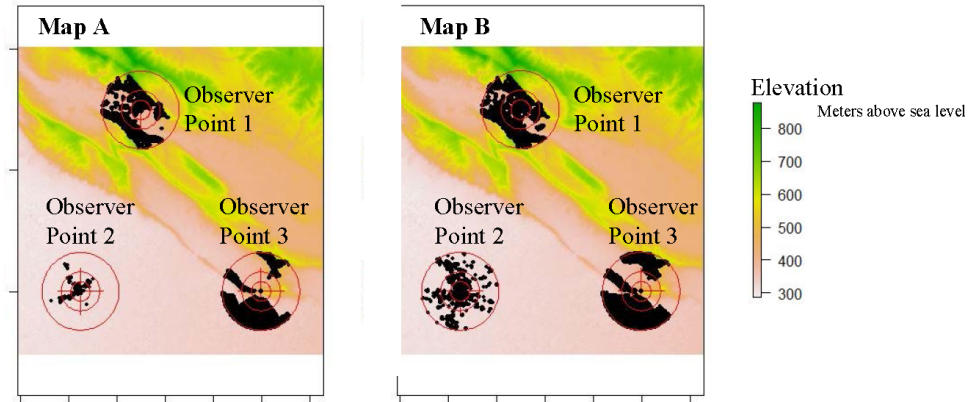 Map A
Observer
Point 1
Observer
Point 2
Observer
Point 3
Map B
Observer
Point 1
Observer
Point 2
Observer
Point 3
Elevation
Meters above sea level
800
700
600
500
400
300